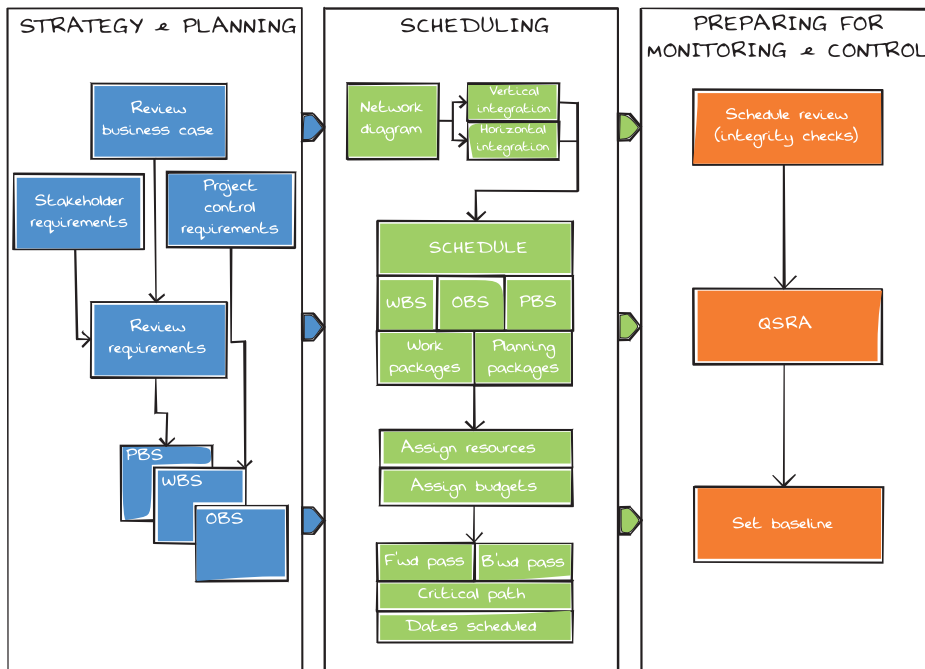 STRATEGY & PLANNING
Review
business case
Stakeholder
requirements
Project
control
requirements
Review
requirements
PBS
WBS
OBS
SCHEDULING
Network
diagram
Vertical
integration
Horizontal
integration
SCHEDULE
WBS
OBS
PBS
Work
packages
Planning
packages
Assign resources
Assign budgets
F'wd pass
B'wd pass
Critical path
Dates scheduled
PREPARING FOR
MONITORING & CONTROL
Schedule review
(integrity checks)
QSRA
Set baseline